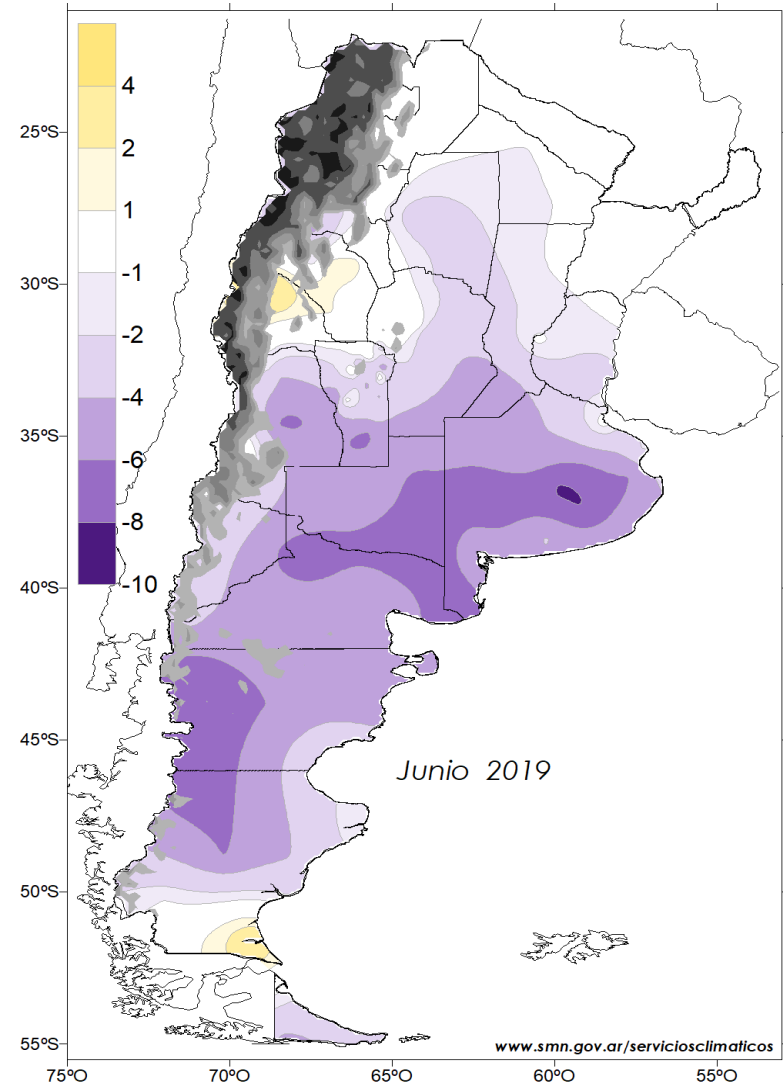 4
2
1
-1
-2
-4
-6
-8
-10
25ºS
30ºS
35ºS
40ºS
45ºS
50ºS
55ºS
Junio 2019
www.smn.gov.ar/serviciosclimaticos
75ºO 70ºO 65ºO 60ºO 55ºO